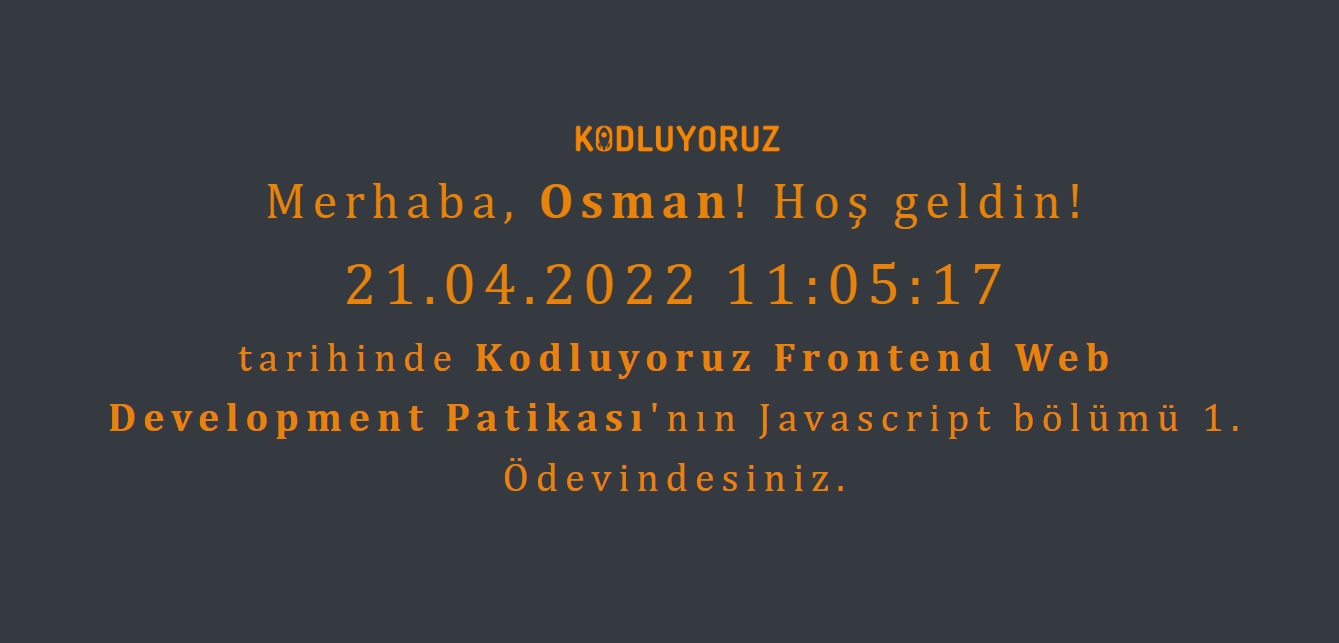 KODLUYORUZ
Merhaba, Osman! Hoş geldin!
21.04.2022 11:05:17
tarihinde Kodluyoruz Frontend Web
Development Patikası'nın Javascript bölümü 1.
Ödevindesiniz.